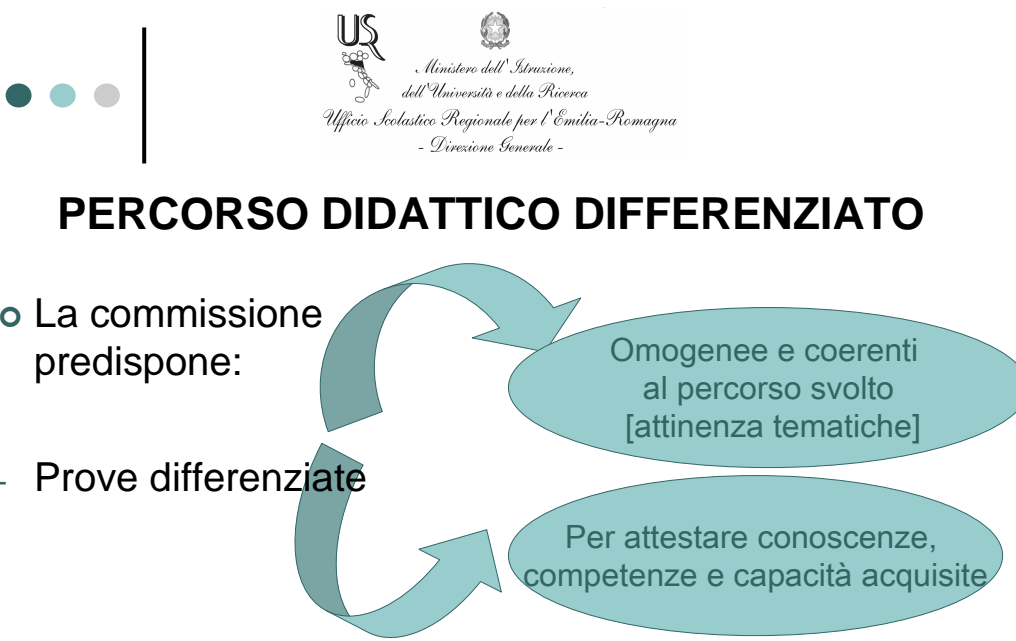 USR
Ministero dell'Istruzione,
dell'Università e della Ricerca
Ufficio Scolastico Regionale per l'Emilia-Romagna
- Direzione Generale -
PERCORSO DIDATTICO DIFFERENZIATO
La commissione
predispone:
Omogenee e coerenti
al percorso svolto
[attinenza tematiche]
- Prove differenziate
Per attestare conoscenze,
competenze e capacità acquisite